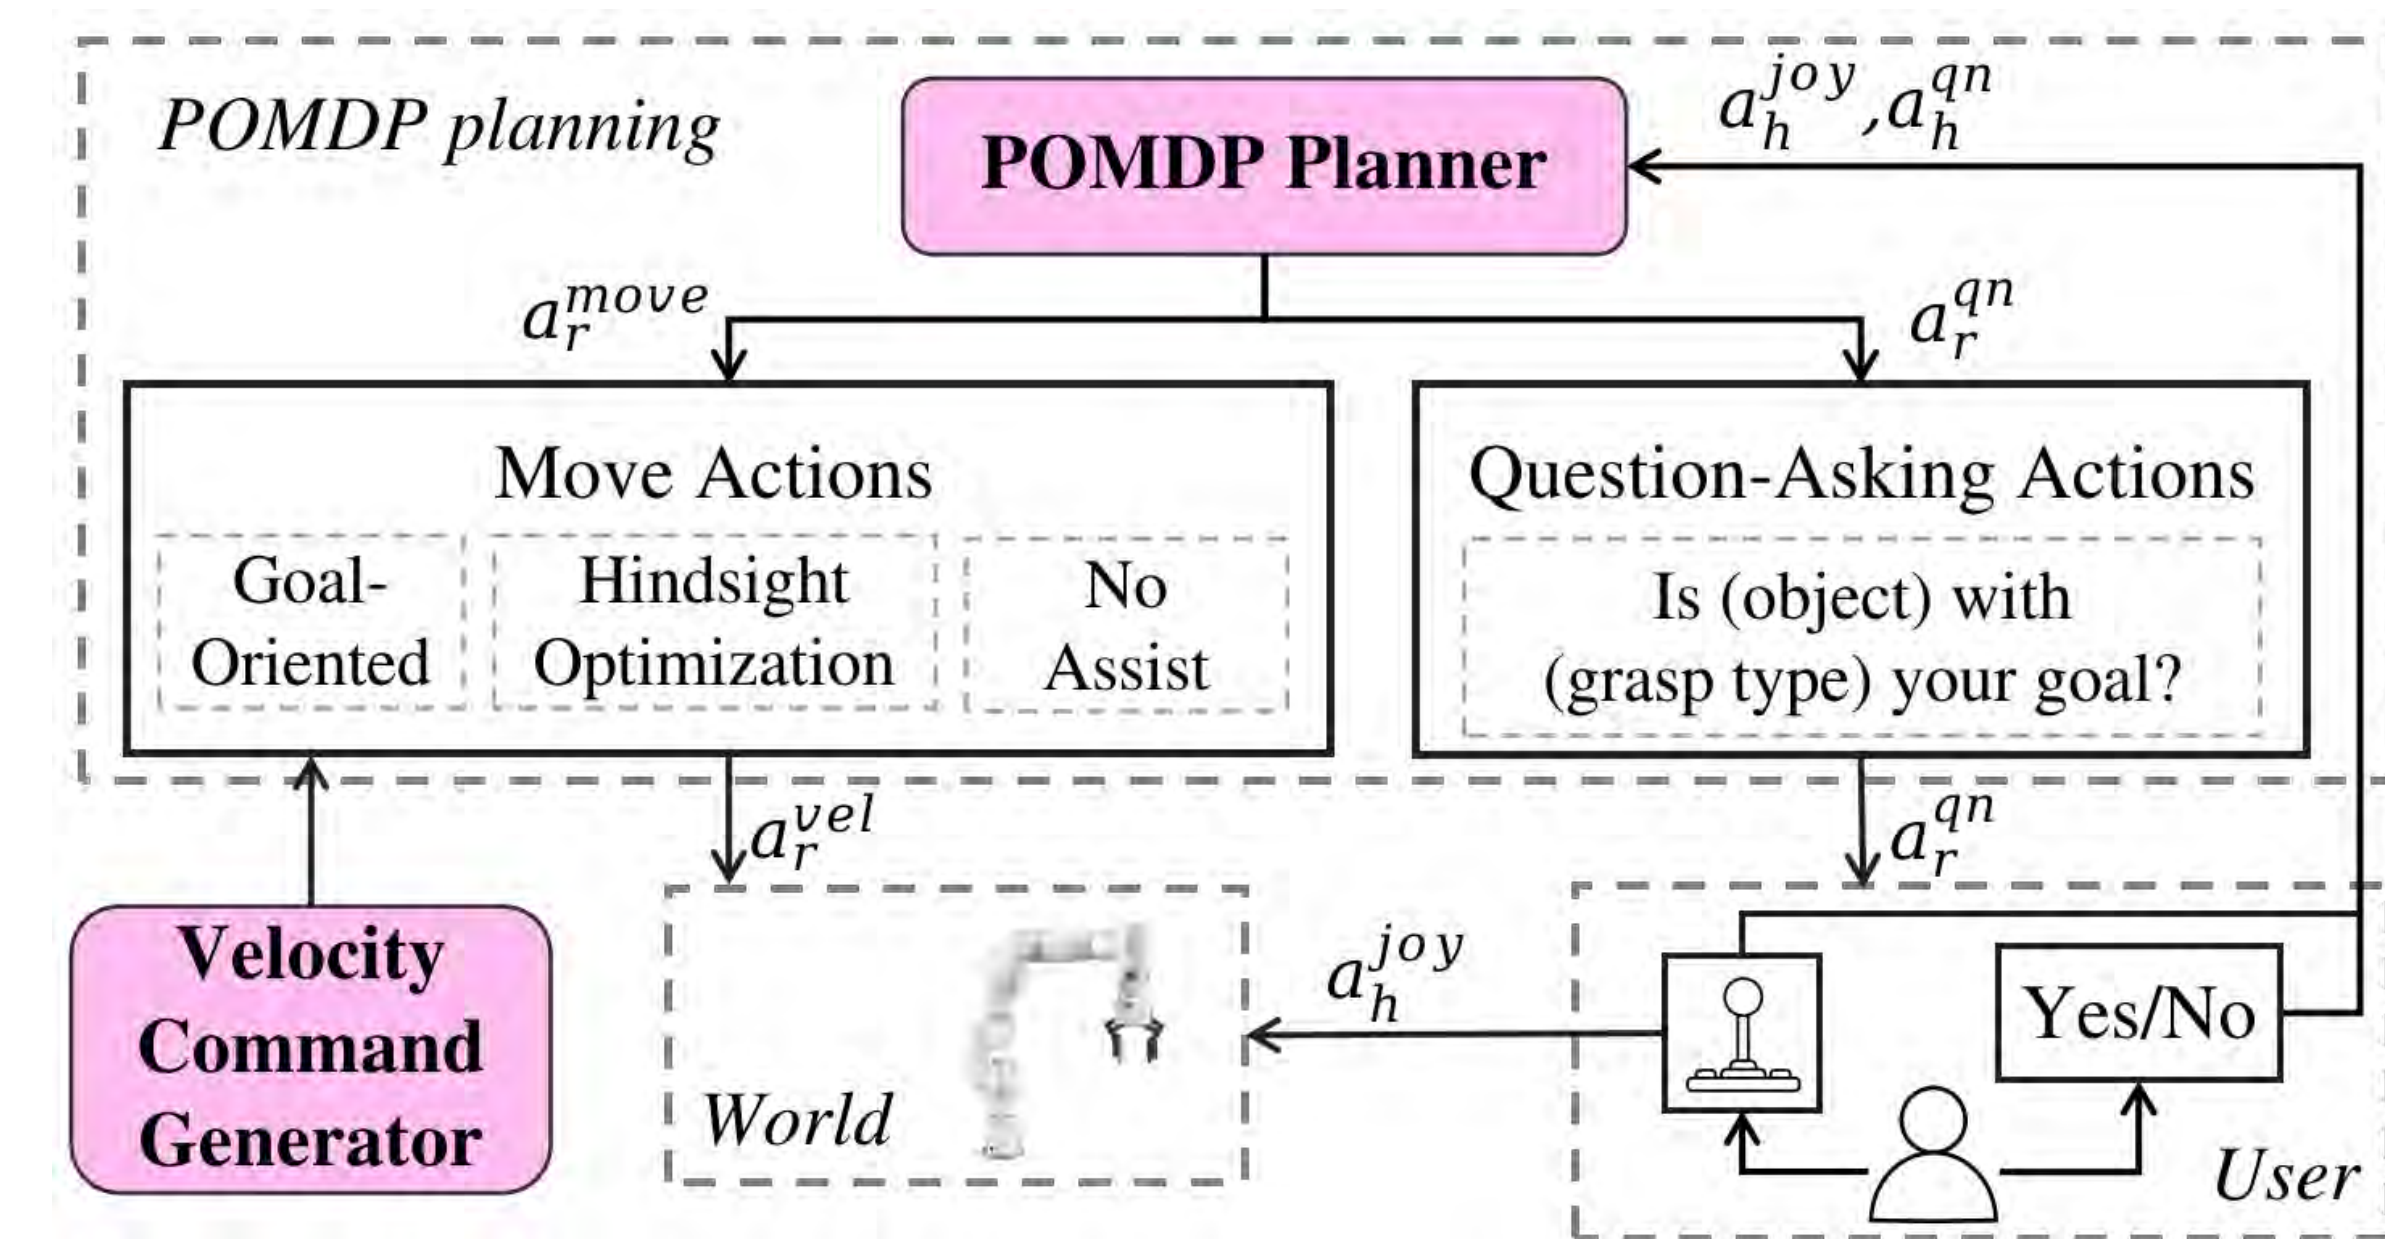 POMDP planning
POMDP Planner
a_h^{joy}, a_h^{qn}
a_r^{move}
a_r^{qn}
Move Actions
Goal-
Oriented
Hindsight
Optimization
No
Assist
Question-Asking Actions
Is (object) with
(grasp type) your goal?
a_r^{vel}
a_r^{qn}
Velocity
Command
Generator
World
a_h^{joy}
Yes/No
User